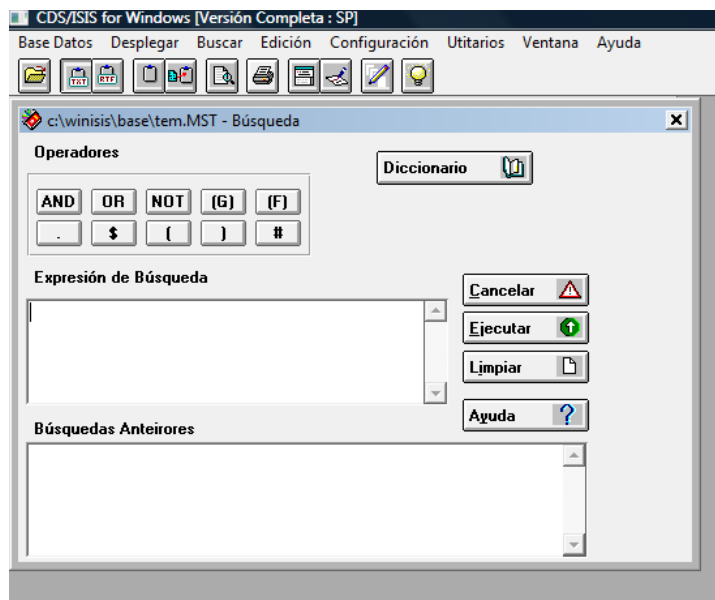 CDS/ISIS for Windows [Versión Completa : SP]
Base Datos Desplegar Buscar Edición Configuración Utitarios Ventana Ayuda
TXT RTF
c:\winisis\base\tem.MST - Búsqueda
Operadores
Diccionario
AND OR NOT (G) (F)
. $ ( ) #
Expresión de Búsqueda
Cancelar
Ejecutar
Limpiar
Ayuda ?
Búsquedas Anteirores